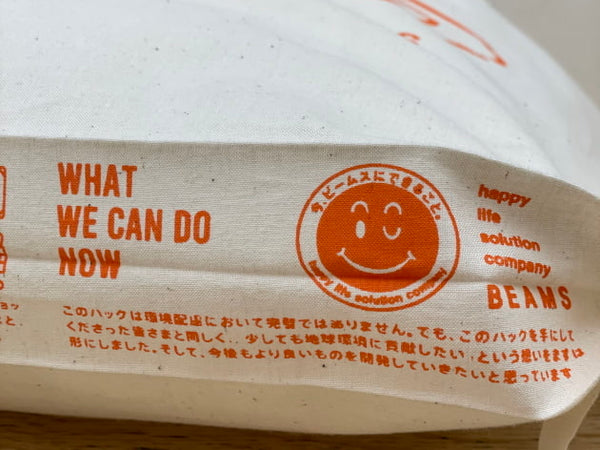 WHAT
WE CAN DO
NOW
今、ビームスにできること。
happy life solution company
happy
life
solution
company
BEAMS
このバックは環境配慮において完璧ではありません。でも、このバックを手にして
くださった皆さまと同じく、少しでも地球環境に貢献したいという想いをまずは
形にしました。そして、今後もより良いものを開発していきたいと思っています